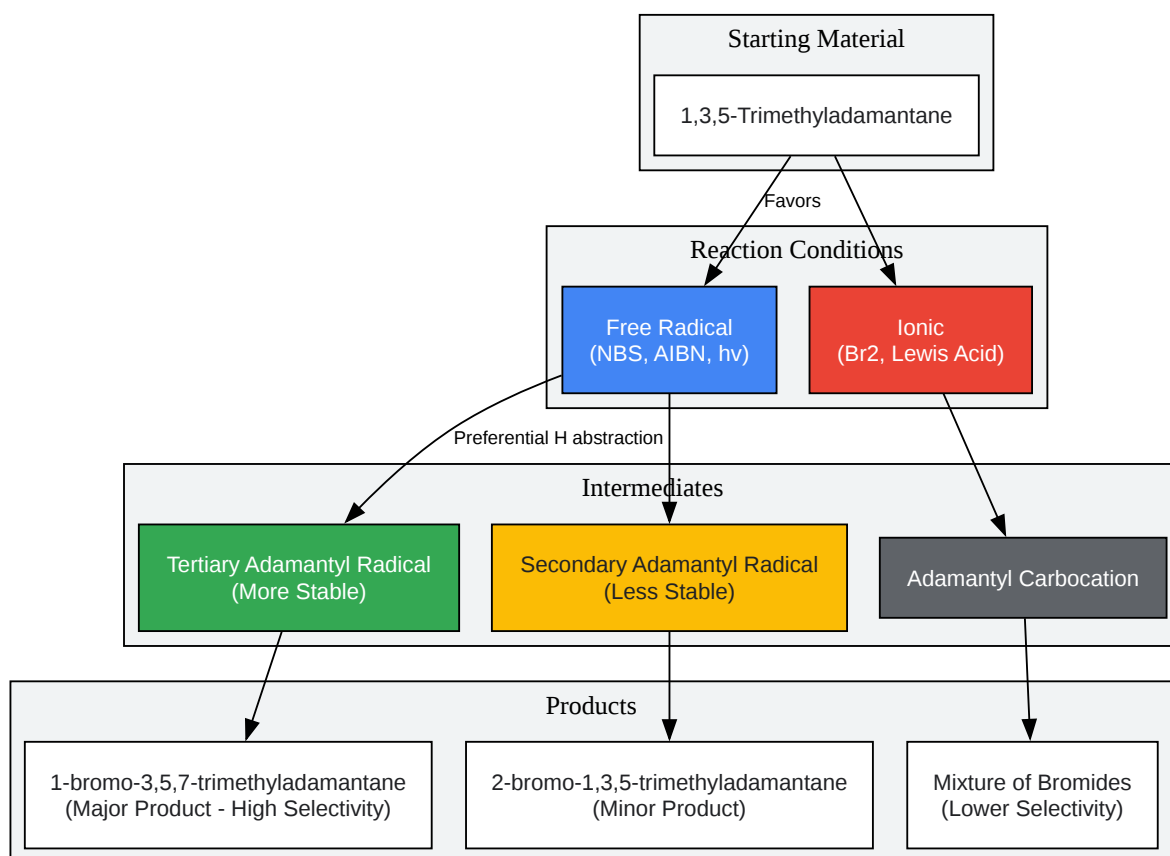 Starting Material
1,3,5-Trimethyladamantane
Favors
Reaction Conditions
Free Radical
(NBS, AIBN, hv)
Ionic
(Br2, Lewis Acid)
Preferential H abstraction
Intermediates
Tertiary Adamantyl Radical
(More Stable)
Secondary Adamantyl Radical
(Less Stable)
Adamantyl Carbocation
Products
1-bromo-3,5,7-trimethyladamantane
(Major Product - High Selectivity)
2-bromo-1,3,5-trimethyladamantane
(Minor Product)
Mixture of Bromides
(Lower Selectivity)